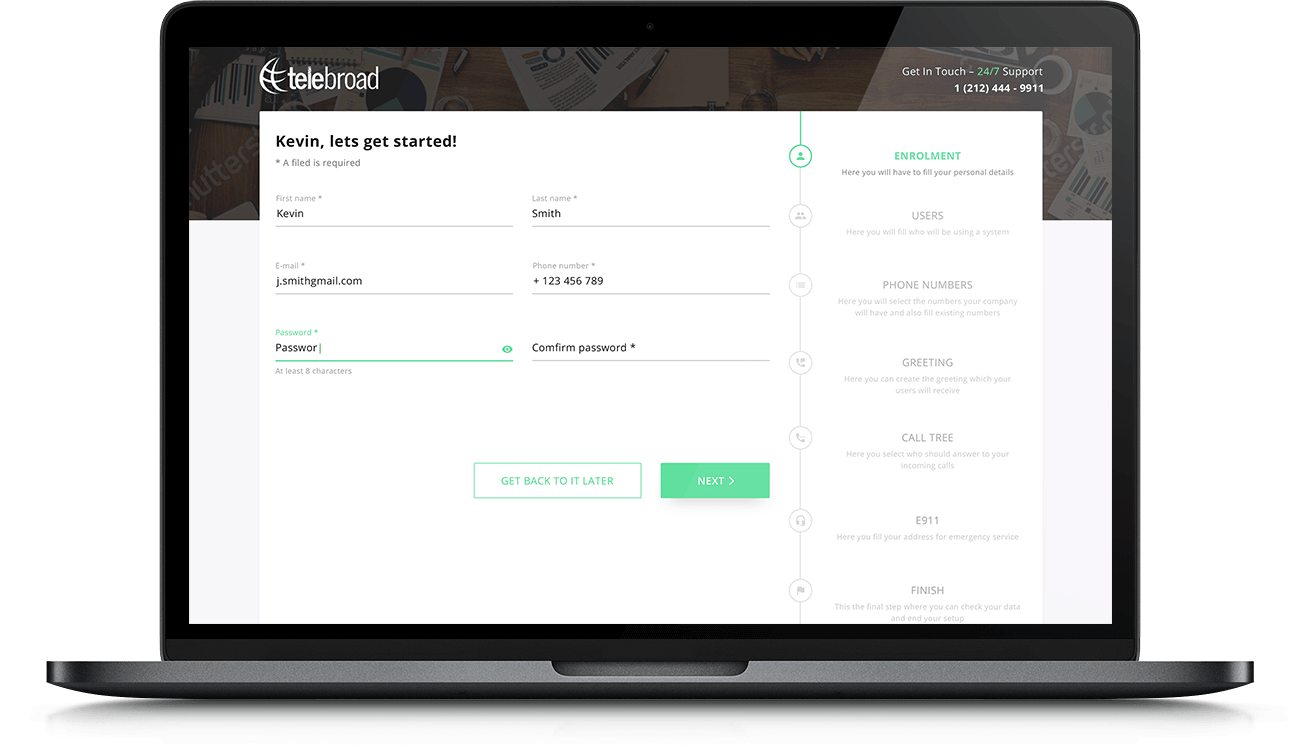 telebroad
Get In Touch – 24/7 Support
1 (212) 444 - 9911
Kevin, lets get started!
* A filed is required
First name *
Kevin
Last name *
Smith
E-mail *
j.smithgmail.com
Phone number *
+ 123 456 789
Password *
Passwor
At least 8 characters
Comfirm password *
GET BACK TO IT LATER
NEXT
ENROLMENT
Here you will have to fill your personal details
USERS
Here you will fill who will be using a system
PHONE NUMBERS
Here you will select the numbers your company
will have and also fill existing numbers
GREETING
Here you can create the greeting which your
users will receive
CALL TREE
Here you select who should answer to your
incoming calls
E911
Here you fill your address for emergency service
FINISH
This the final step where you can check your data
and end your setup